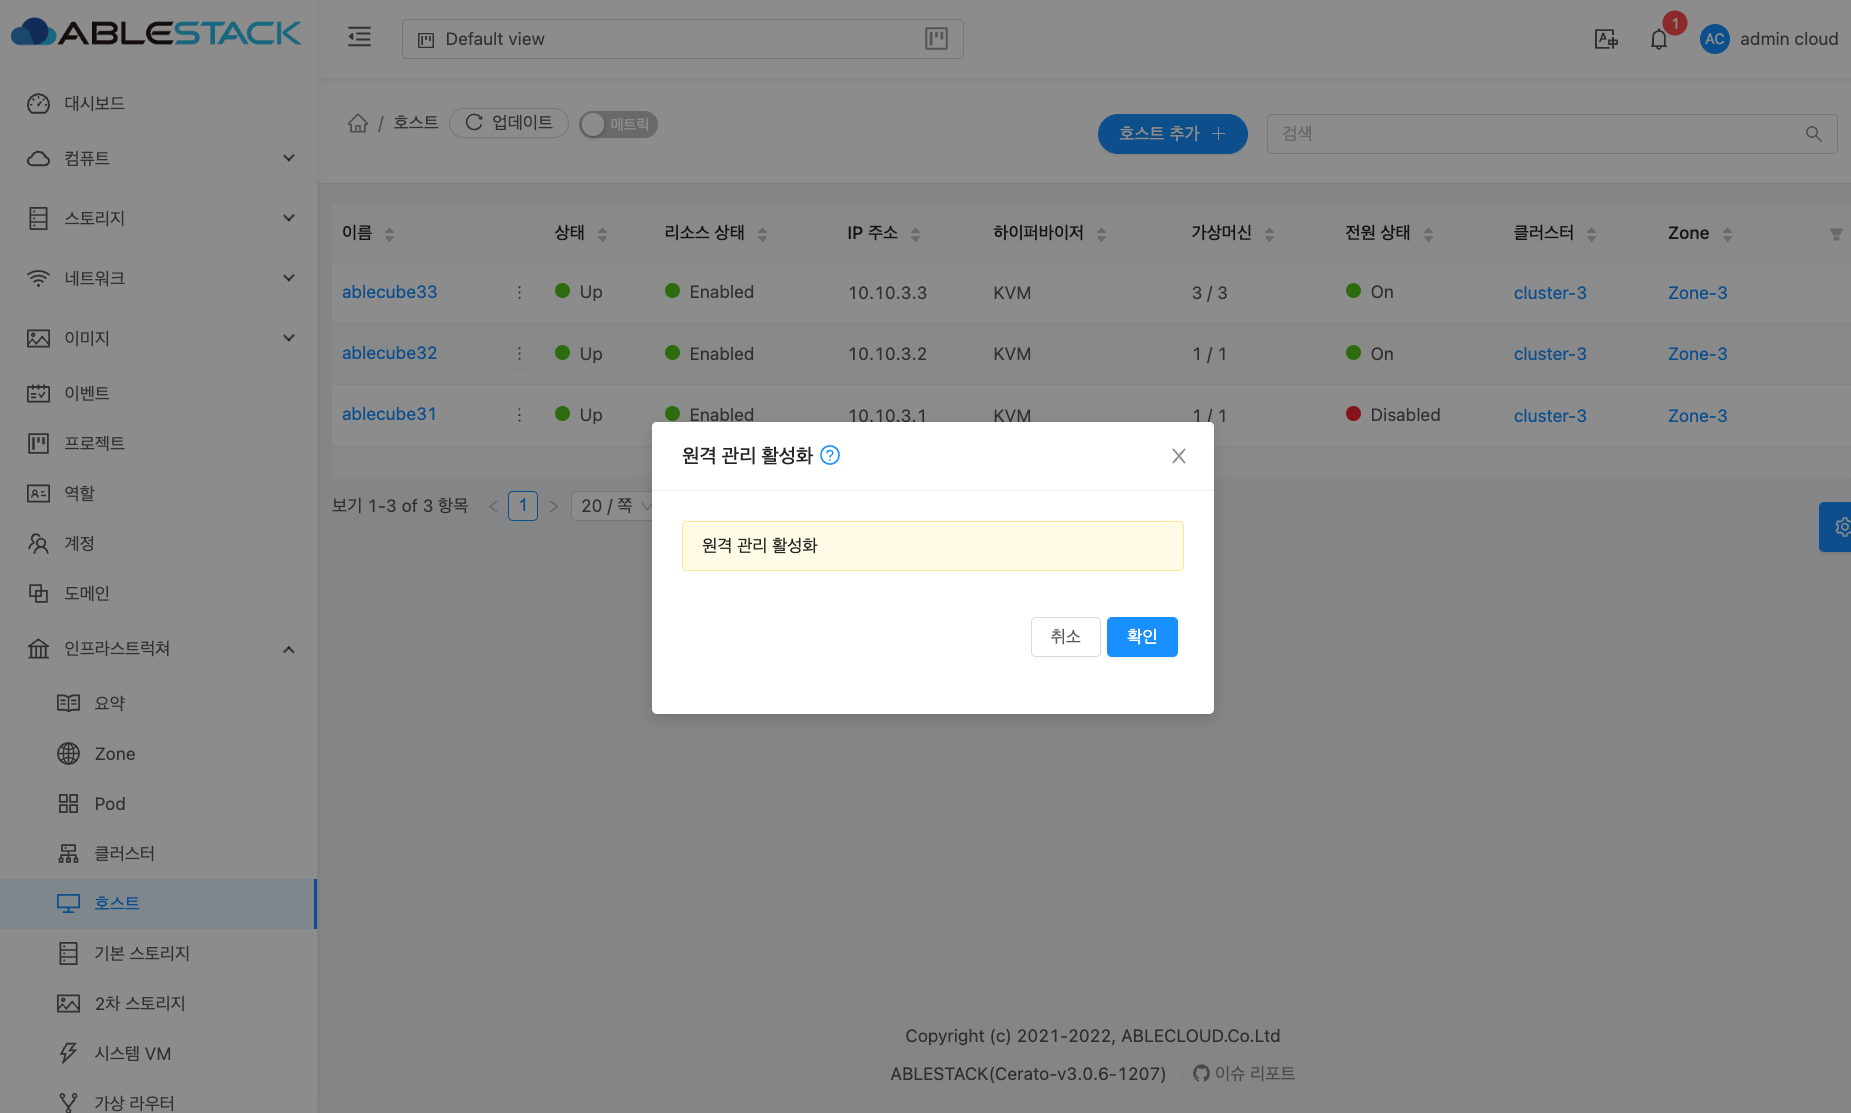 ABLESTACK
Default view
1
AC admin cloud
대시보드
컴퓨트
스토리지
네트워크
이미지
이벤트
프로젝트
역할
계정
도메인
인프라스트럭쳐
요약
Zone
Pod
클러스터
호스트
기본 스토리지
2차 스토리지
시스템 VM
가상 라우터
/ 호스트 업데이트 메트릭
호스트 추가 +
검색
이름 상태 리소스 상태 IP 주소 하이퍼바이저 가상머신 전원 상태 클러스터 Zone
ablecube33 Up Enabled 10.10.3.3 KVM 3 / 3 On cluster-3 Zone-3
ablecube32 Up Enabled 10.10.3.2 KVM 1 / 1 On cluster-3 Zone-3
ablecube31 Up Enabled 10.10.3.1 KVM 1 / 1 Disabled cluster-3 Zone-3
보기 1-3 of 3 항목 < 1 > 20 / 쪽
원격 관리 활성화
원격 관리 활성화
취소 확인
Copyright (c) 2021-2022, ABLECLOUD.Co.Ltd
ABLESTACK(Cerato-v3.0.6-1207) 이슈 리포트